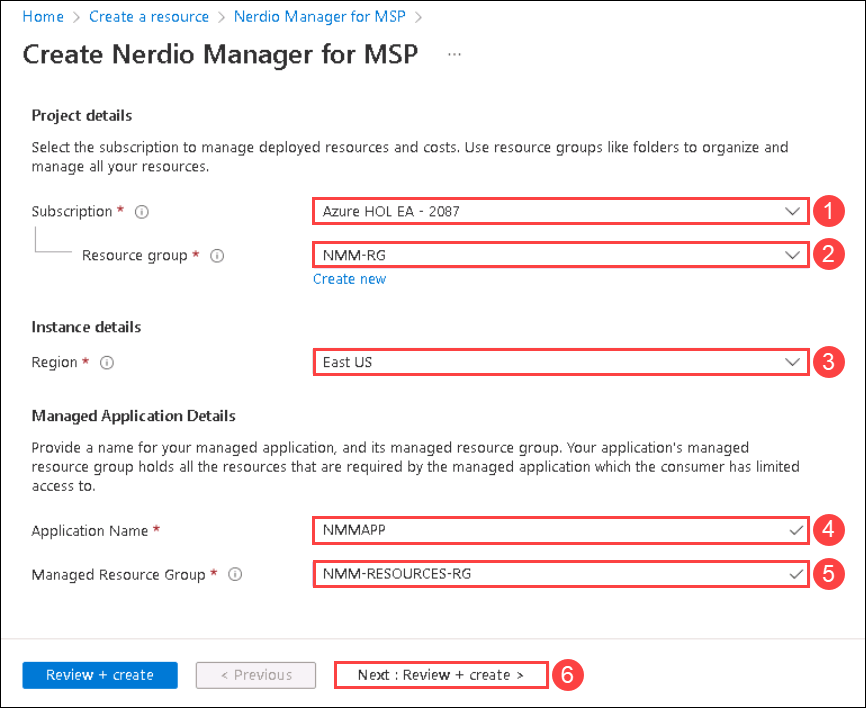 Home > Create a resource > Nerdio Manager for MSP >
Create Nerdio Manager for MSP ...
Project details
Select the subscription to manage deployed resources and costs. Use resource groups like folders to organize and
manage all your resources.
Subscription * Azure HOL EA - 2087 1
Resource group * NMM-RG 2
Create new
Instance details
Region * East US 3
Managed Application Details
Provide a name for your managed application, and its managed resource group. Your application's managed
resource group holds all the resources that are required by the managed application which the consumer has limited
access to.
Application Name * NMMAPP 4
Managed Resource Group * NMM-RESOURCES-RG 5
Review + create < Previous Next : Review + create > 6